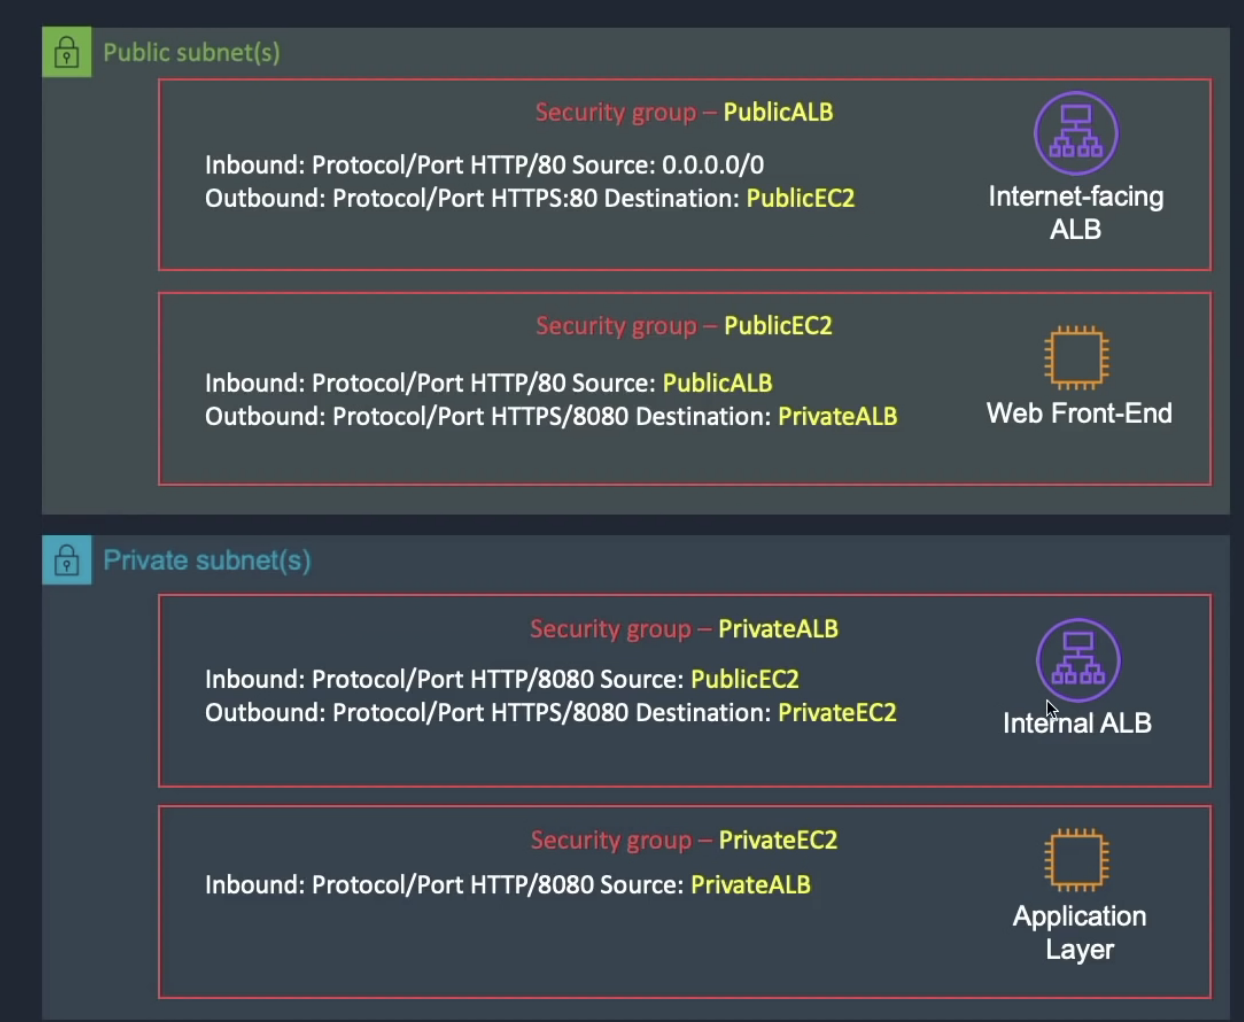 Public subnet(s)
Security group – PublicALB
Inbound: Protocol/Port HTTP/80 Source: 0.0.0.0/0
Outbound: Protocol/Port HTTPS:80 Destination: PublicEC2
Internet-facing
ALB
Security group – PublicEC2
Inbound: Protocol/Port HTTP/80 Source: PublicALB
Outbound: Protocol/Port HTTPS/8080 Destination: PrivateALB
Web Front-End
Private subnet(s)
Security group – PrivateALB
Inbound: Protocol/Port HTTP/8080 Source: PublicEC2
Outbound: Protocol/Port HTTPS/8080 Destination: PrivateEC2
Internal ALB
Security group – PrivateEC2
Inbound: Protocol/Port HTTP/8080 Source: PrivateALB
Application
Layer